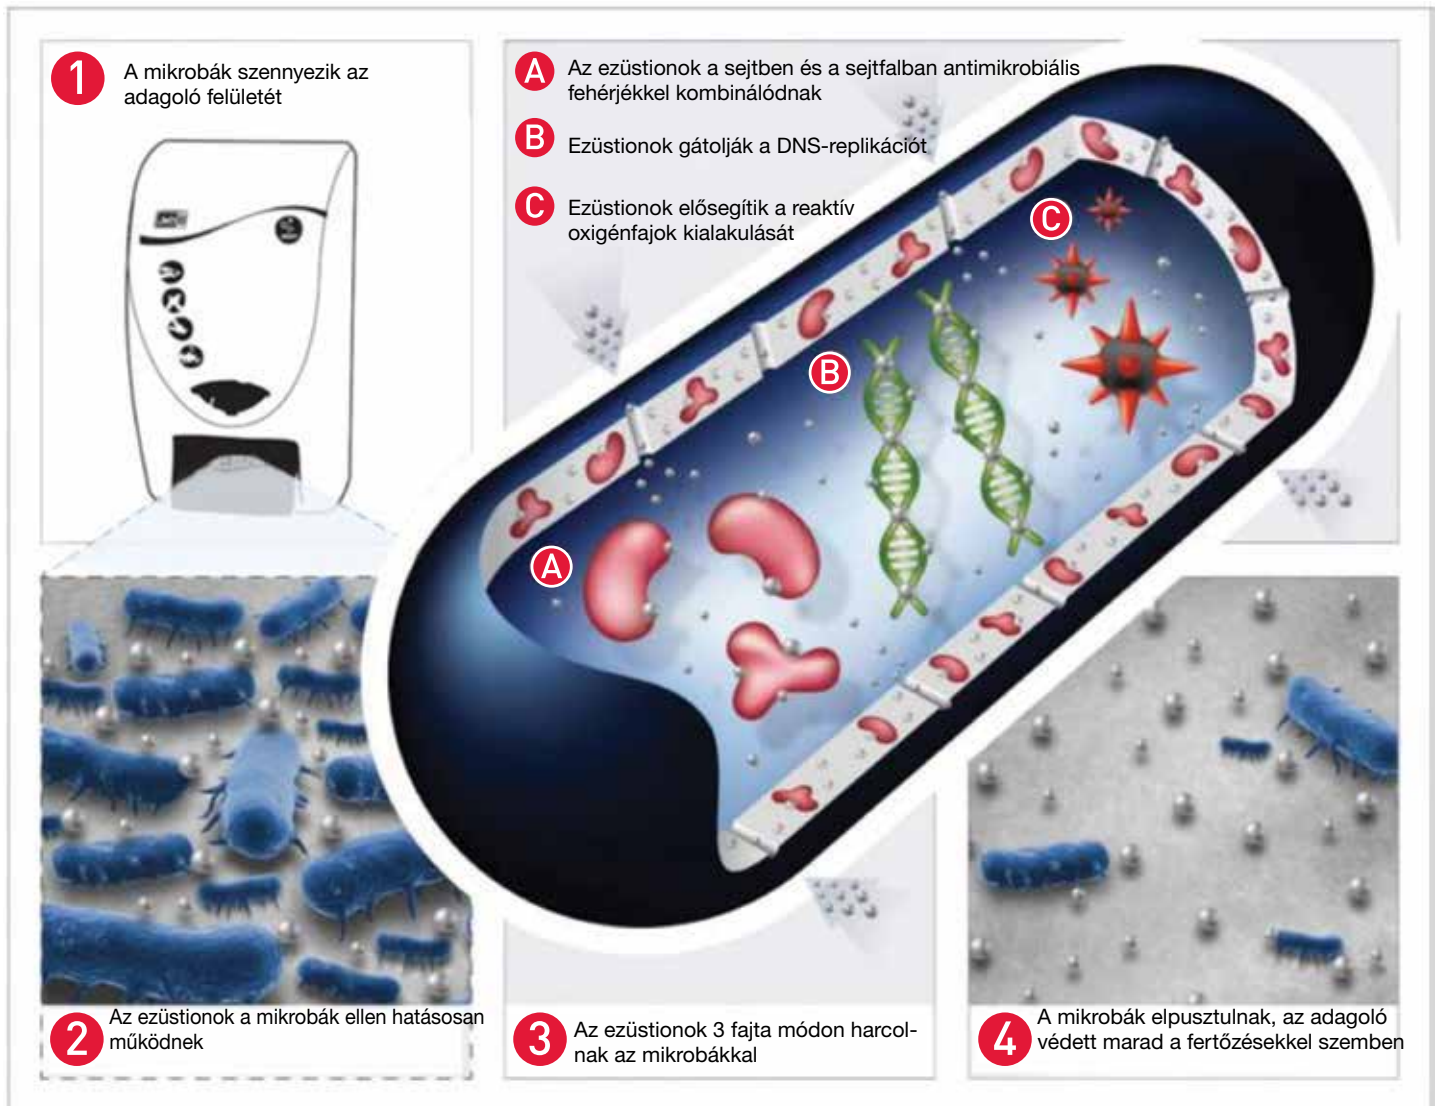 1
A mikrobák szennyezik az
adagoló felületét
A
Az ezüstionok a sejtben és a sejtfalban antimikrobiális
fehérjékkel kombinálódnak
B
Ezüstionok gátolják a DNS-replikációt
C
Ezüstionok elősegítik a reaktív
oxigénfajok kialakulását
C
B
A
2
Az ezüstionok a mikrobák ellen hatásosan
működnek
3
Az ezüstionok 3 fajta módon harcol-
nak az mikrobákkal
4
A mikrobák elpusztulnak, az adagoló
védett marad a fertőzésekkel szemben